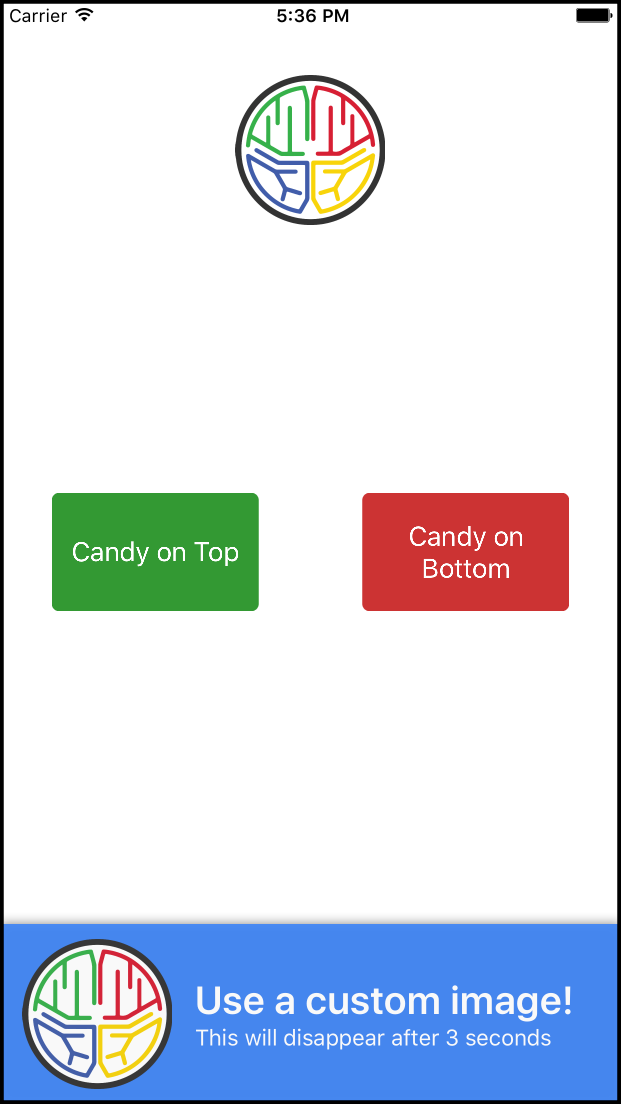 Carrier 5:36 PM
Candy on Top
Candy on
Bottom
Use a custom image!
This will disappear after 3 seconds